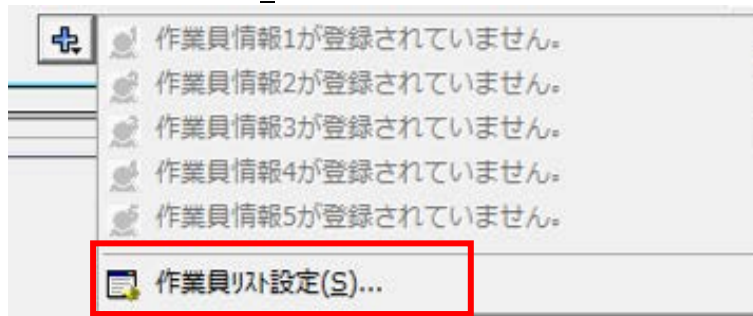 作業員情報1が登録されていません。
作業員情報2が登録されていません。
作業員情報3が登録されていません。
作業員情報4が登録されていません。
作業員情報5が登録されていません。
作業員リスト設定(S)...